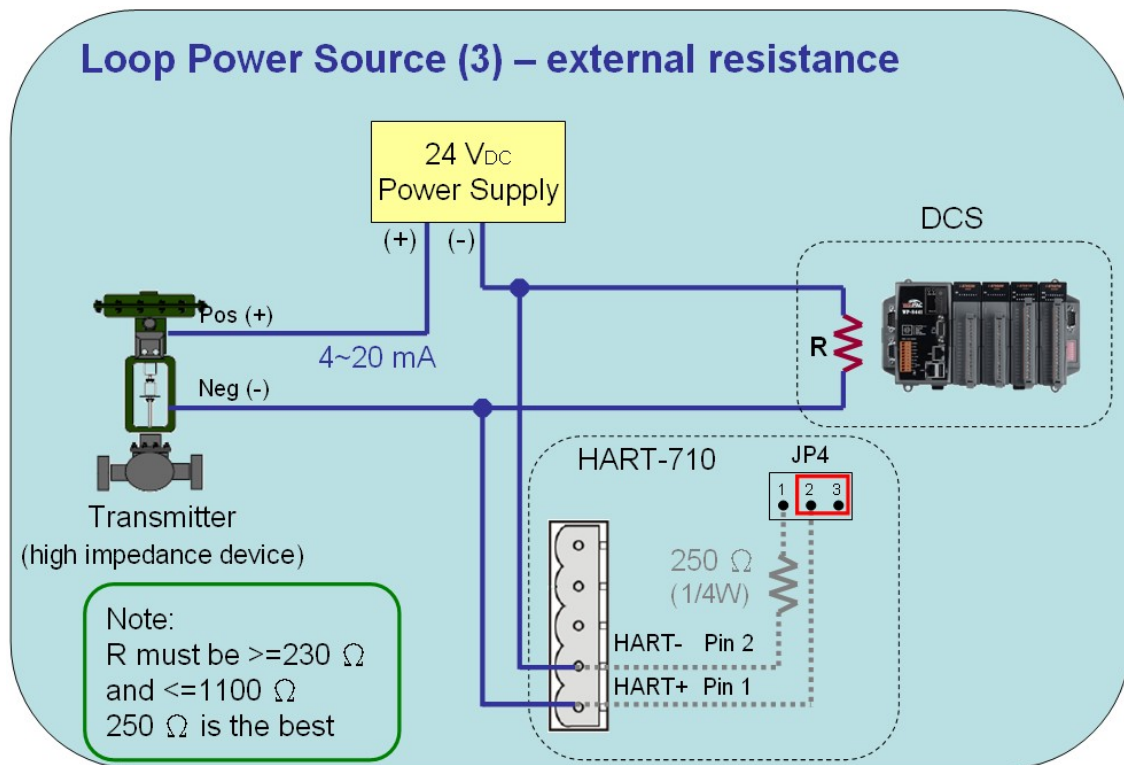 Loop Power Source (3) – external resistance
24 VDC
Power Supply
(+) (-)
DCS
Pos (+)
4~20 mA
R
Neg (-)
HART-710
JP4
1 2 3
Transmitter
(high impedance device)
250 Ω
(1/4W)
HART- Pin 2
HART+ Pin 1
Note:
R must be >=230 Ω
and <=1100 Ω
250 Ω is the best